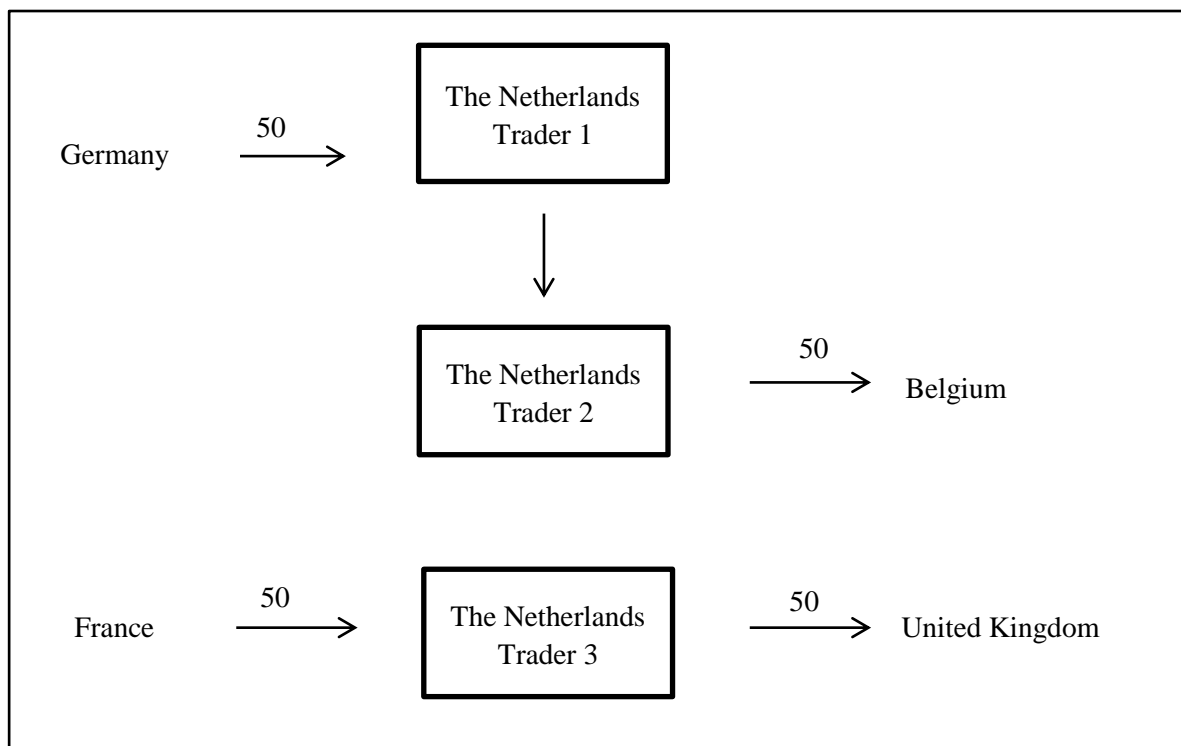 The Netherlands
Trader 1
50
Germany
The Netherlands
Trader 2
50
Belgium
50
France
The Netherlands
Trader 3
50
United Kingdom